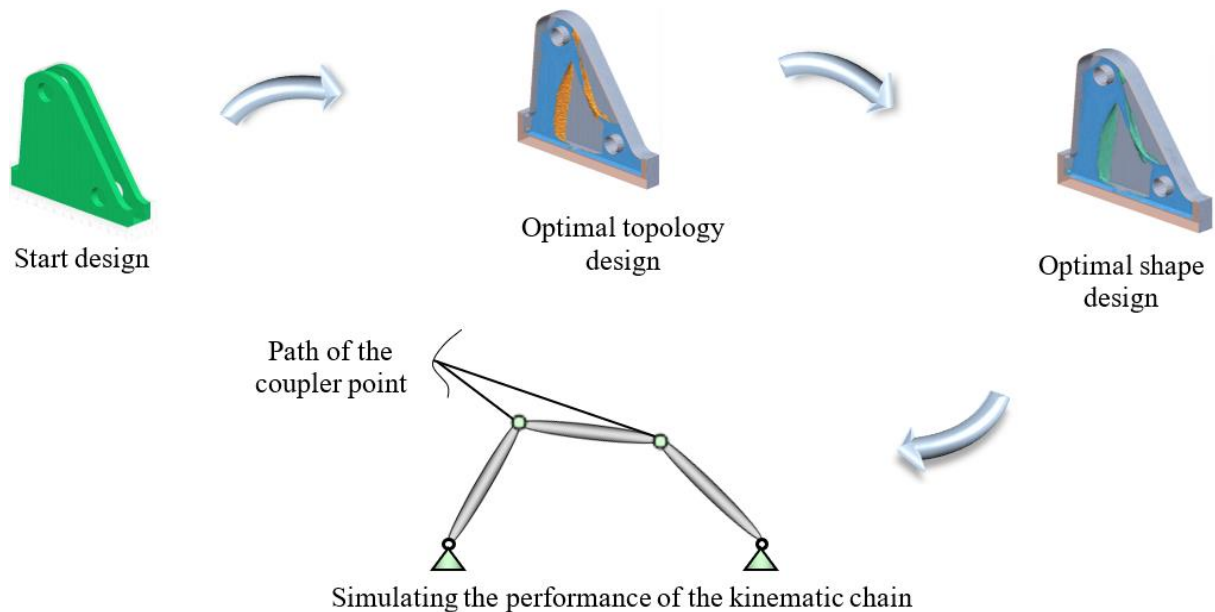 Start design
Optimal topology
design
Optimal shape
design
Path of the
coupler point
Simulating the performance of the kinematic chain